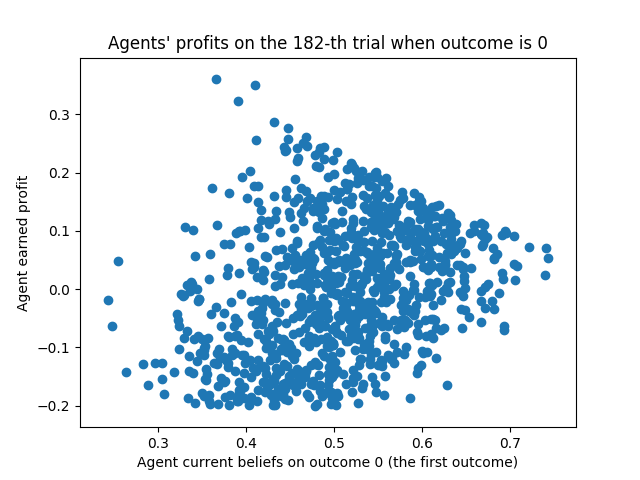 Agents' profits on the 182-th trial when outcome is 0
0.3
0.2
0.1
0.0
−0.1
−0.2
Agent earned profit
0.3 0.4 0.5 0.6 0.7
Agent current beliefs on outcome 0 (the first outcome)